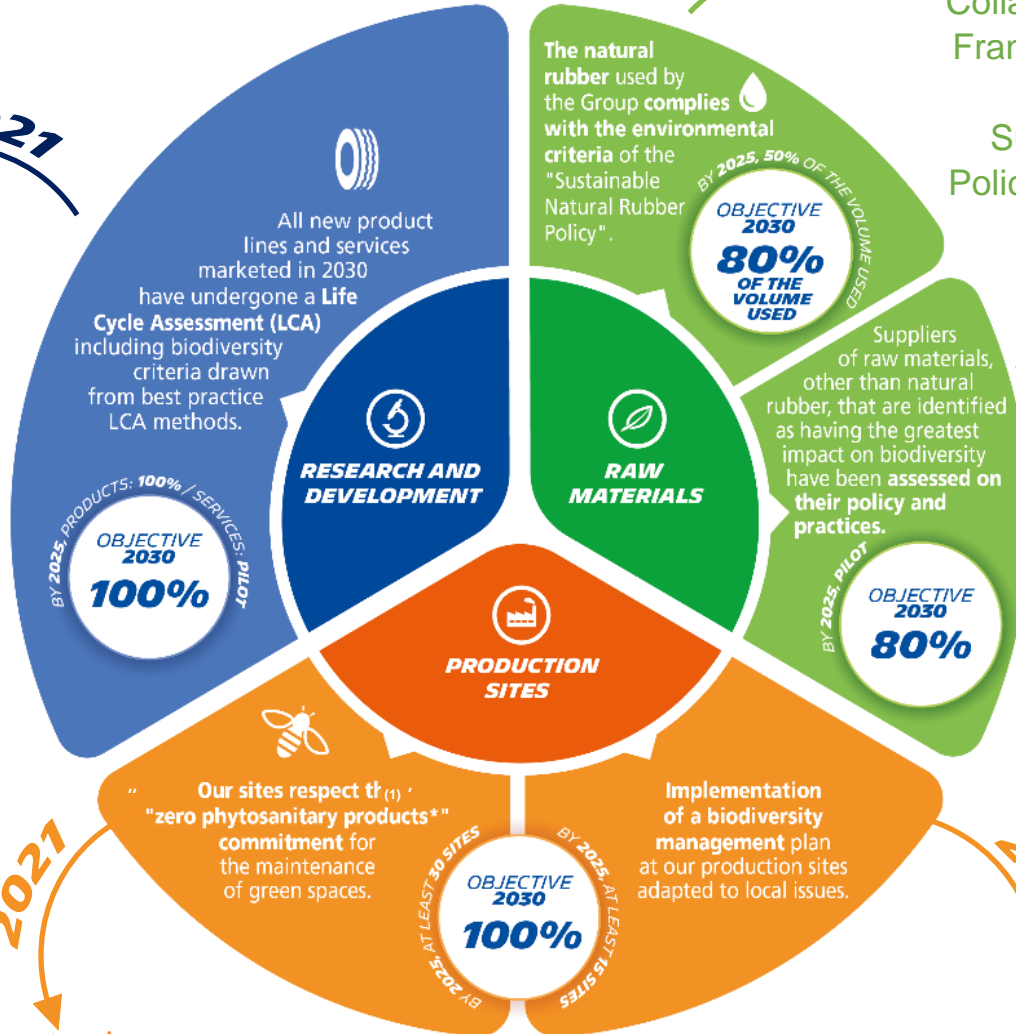 2021
All new product
lines and services
marketed in 2030
have undergone a Life
Cycle Assessment (LCA)
including biodiversity
criteria drawn
from best practice
LCA methods.
BY 2025, PRODUCTS: 100% / SERVICES: PILOT
OBJECTIVE
2030
100%
RESEARCH AND
DEVELOPMENT
The natural
rubber used by
the Group complies
with the environmental
criteria of the
"Sustainable
Natural Rubber
Policy".
BY 2025, 50% OF THE VOLUME USED
OBJECTIVE
2030
80%
OF THE
VOLUME
USED
RAW
MATERIALS
Suppliers
of raw materials,
other than natural
rubber, that are identified
as having the greatest
impact on biodiversity
have been assessed on
their policy and
practices.
BY 2025, PILOT
OBJECTIVE
2030
80%
PRODUCTION
SITES
Our sites respect th(1)
"zero phytosanitary products*"
commitment for
the maintenance
of green spaces.
BY 2025, AT LEAST 30 SITES
OBJECTIVE
2030
100%
BY 2025, AT LEAST 15 SITES
Implementation
of a biodiversity
management plan
at our production sites
adapted to local issues.
2021